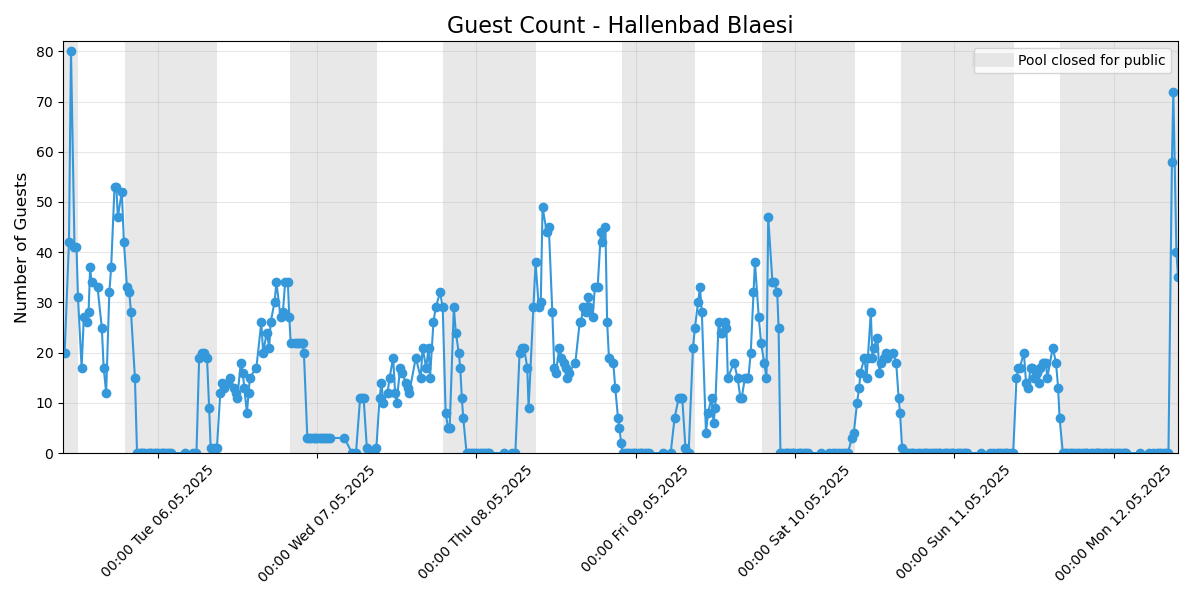 Guest Count - Hallenbad Blaesi
Pool closed for public
Number of Guests
80
70
60
50
40
30
20
10
0
00:00 Tue 06.05.2025
00:00 Wed 07.05.2025
00:00 Thu 08.05.2025
00:00 Fri 09.05.2025
00:00 Sat 10.05.2025
00:00 Sun 11.05.2025
00:00 Mon 12.05.2025